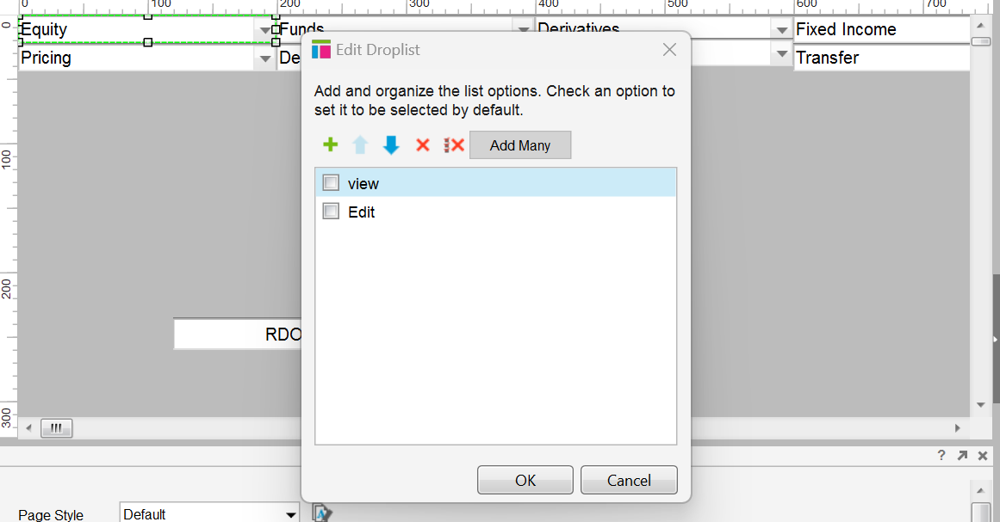 0 100 200 300 400 500 600 700
Equity Funds Derivatives Fixed Income
Pricing De Transfer
Edit Droplist
Add and organize the list options. Check an option to
set it to be selected by default.
Add Many
view
Edit
0
100
200
300
RDO
OK Cancel
?
Page Style Default